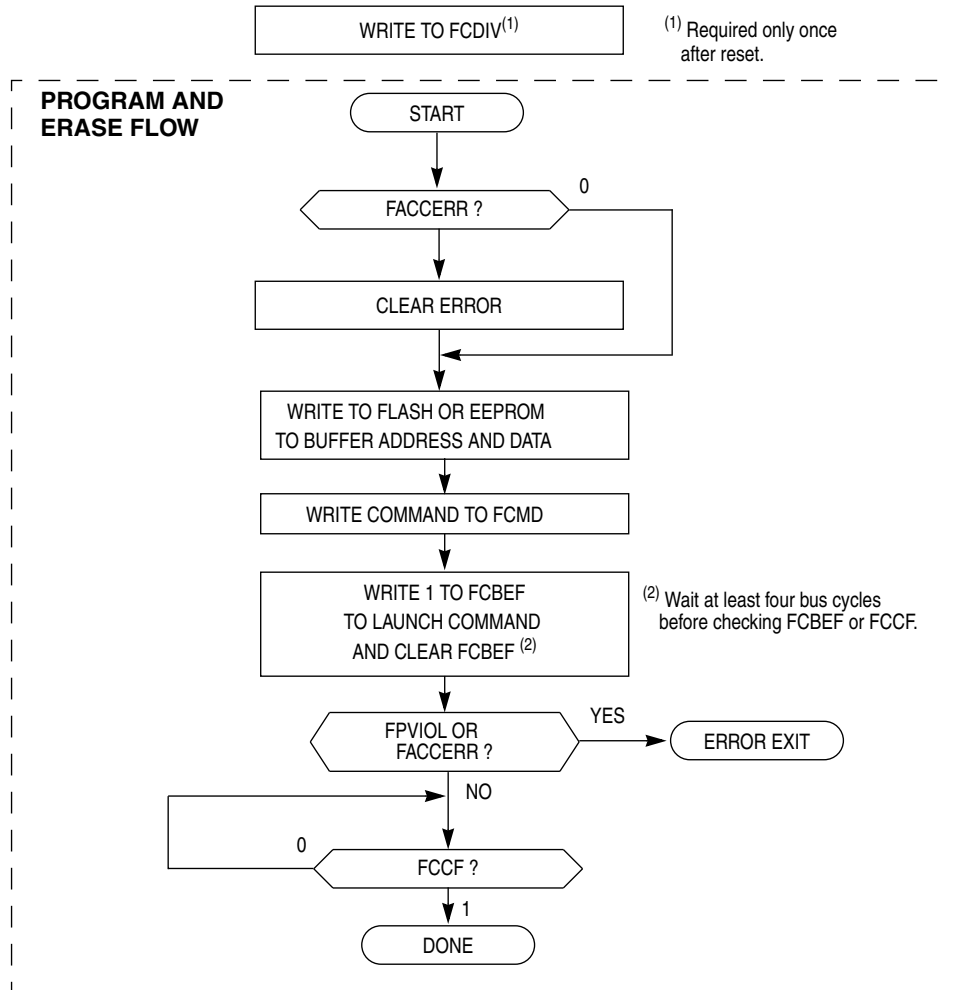 WRITE TO FCDIV(1)
(1) Required only once
after reset.
PROGRAM AND
ERASE FLOW
START
FACCERR ?
0
CLEAR ERROR
WRITE TO FLASH OR EEPROM
TO BUFFER ADDRESS AND DATA
WRITE COMMAND TO FCMD
WRITE 1 TO FCBEF
TO LAUNCH COMMAND
AND CLEAR FCBEF (2)
(2) Wait at least four bus cycles
before checking FCBEF or FCCF.
FPVIOL OR
FACCERR ?
YES
ERROR EXIT
NO
0
FCCF ?
1
DONE